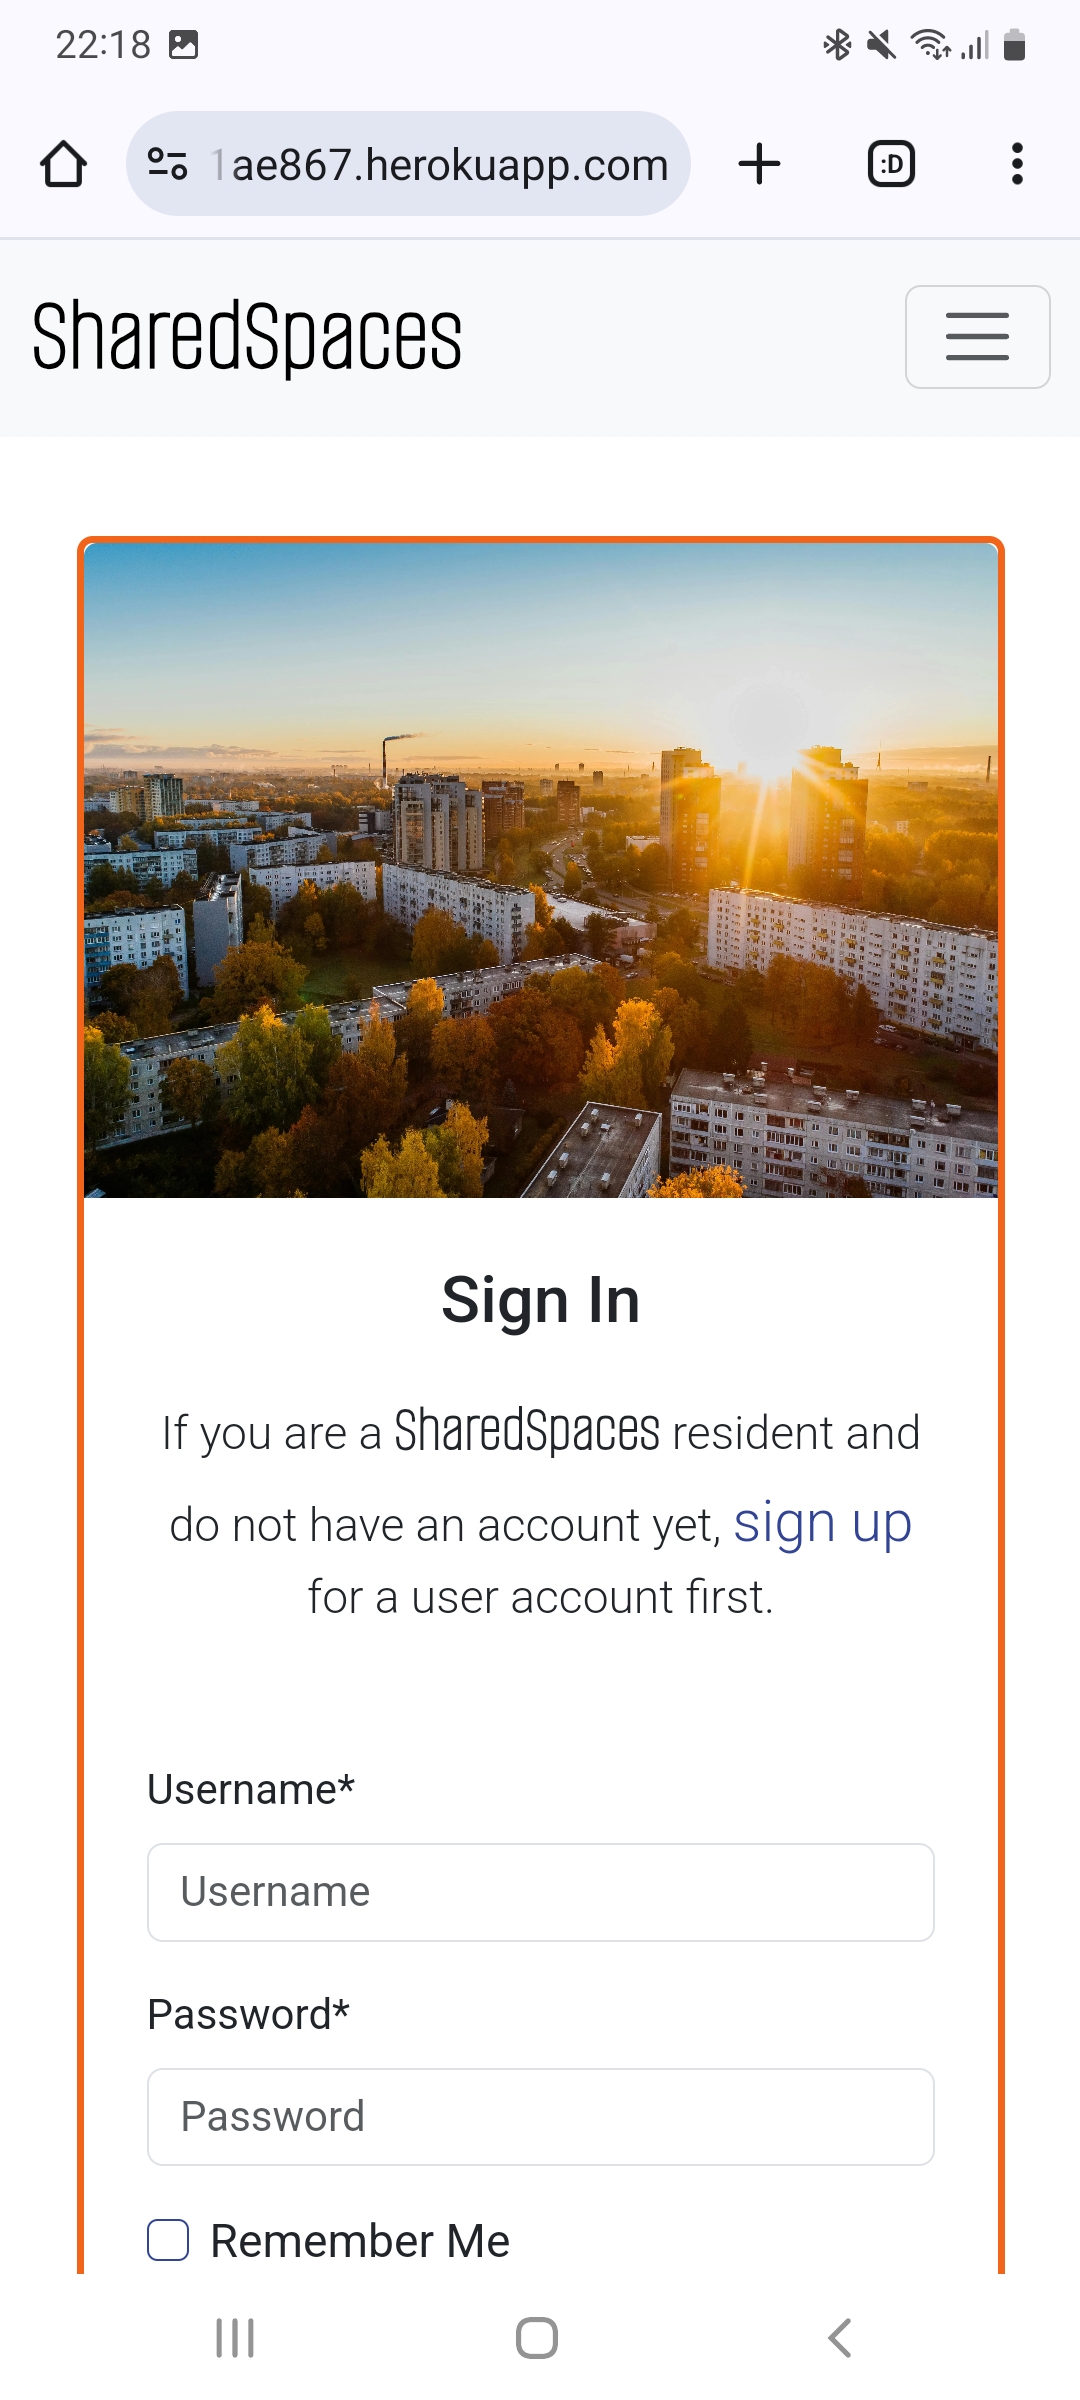 22:18
1ae867.herokuapp.com
:D
SharedSpaces
Sign In
If you are a SharedSpaces resident and
do not have an account yet, sign up
for a user account first.
Username*
Username
Password*
Password
Remember Me